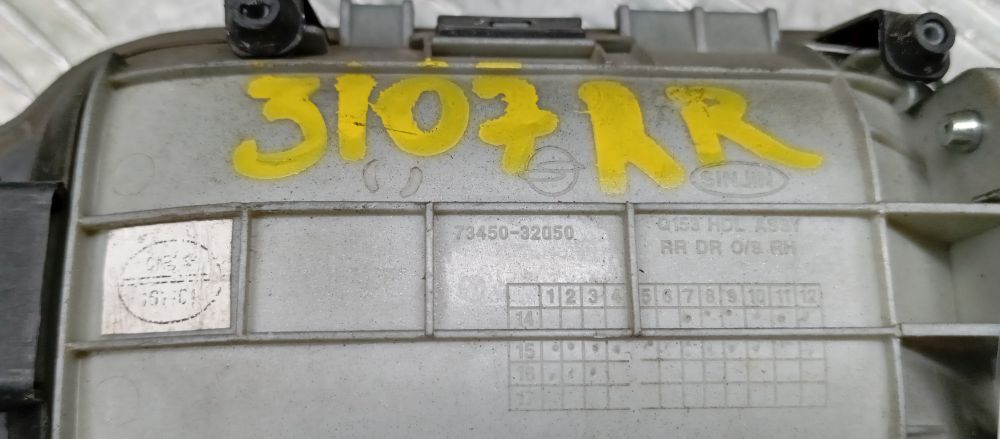 3107RR
SINJIN
73450-32050
Q153 HDL ASSY
RR DR O/S RH
1 2 3 4 5 6 7 8 9 10 11 12
14
15
16
17